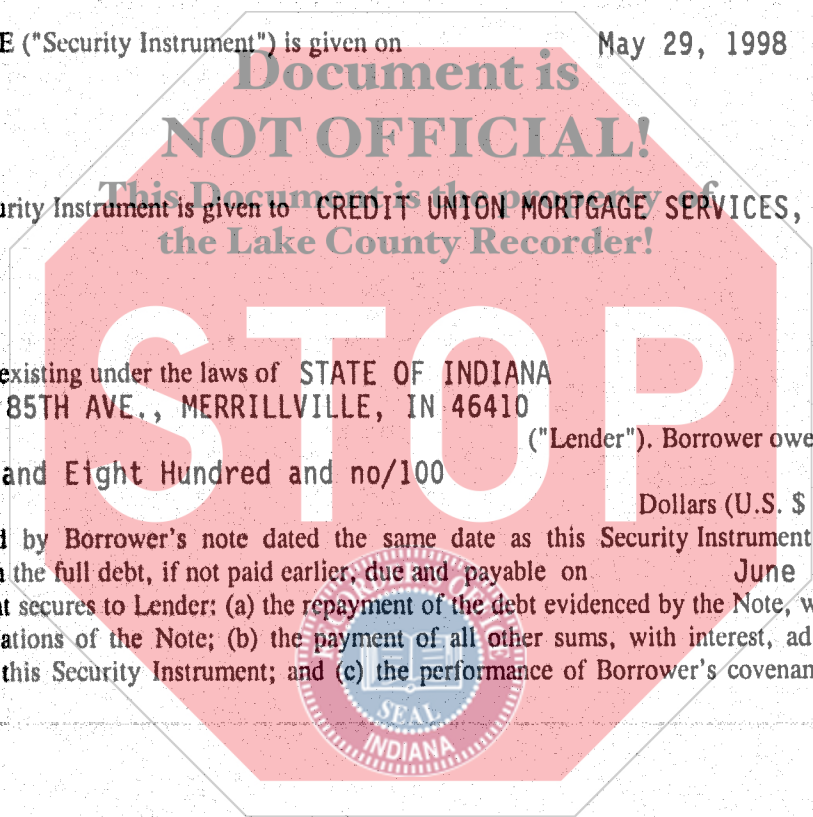 E ("Security Instrument") is given on May 29, 1998
Document is
NOT OFFICIAL!
This Document is the property of
urity Instrument is given to CREDIT UNION MORTGAGE SERVICES,
the Lake County Recorder!
STOP
existing under the laws of STATE OF INDIANA
85TH AVE., MERRILLVILLE, IN 46410
("Lender"). Borrower owe
and Eight Hundred and no/100
Dollars (U.S. $
d by Borrower's note dated the same date as this Security Instrument
the full debt, if not paid earlier, due and payable on June
t secures to Lender: (a) the repayment of the debt evidenced by the Note, w
ations of the Note; (b) the payment of all other sums, with interest, ad
this Security Instrument; and (c) the performance of Borrower's covenan
SEAL
INDIANA